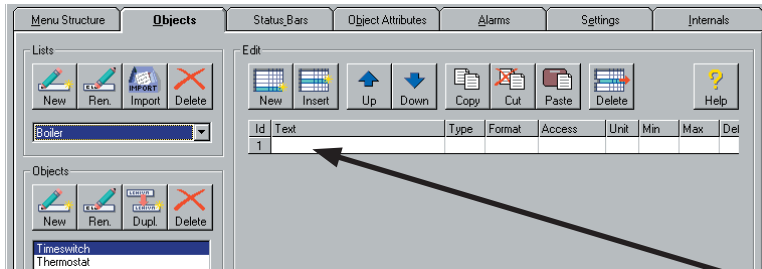 Menu Structure Objects Status Bars Object Attributes Alarms Settings Internals
Lists
IMPORT
New Ren. Import Delete
Boiler
Edit
New Insert Up Down Copy Cut Paste Delete Help
Id Text Type Format Access Unit Min Max Def
1
Objects
New Ren. Dupl. Delete
Timeswitch
Thermostat